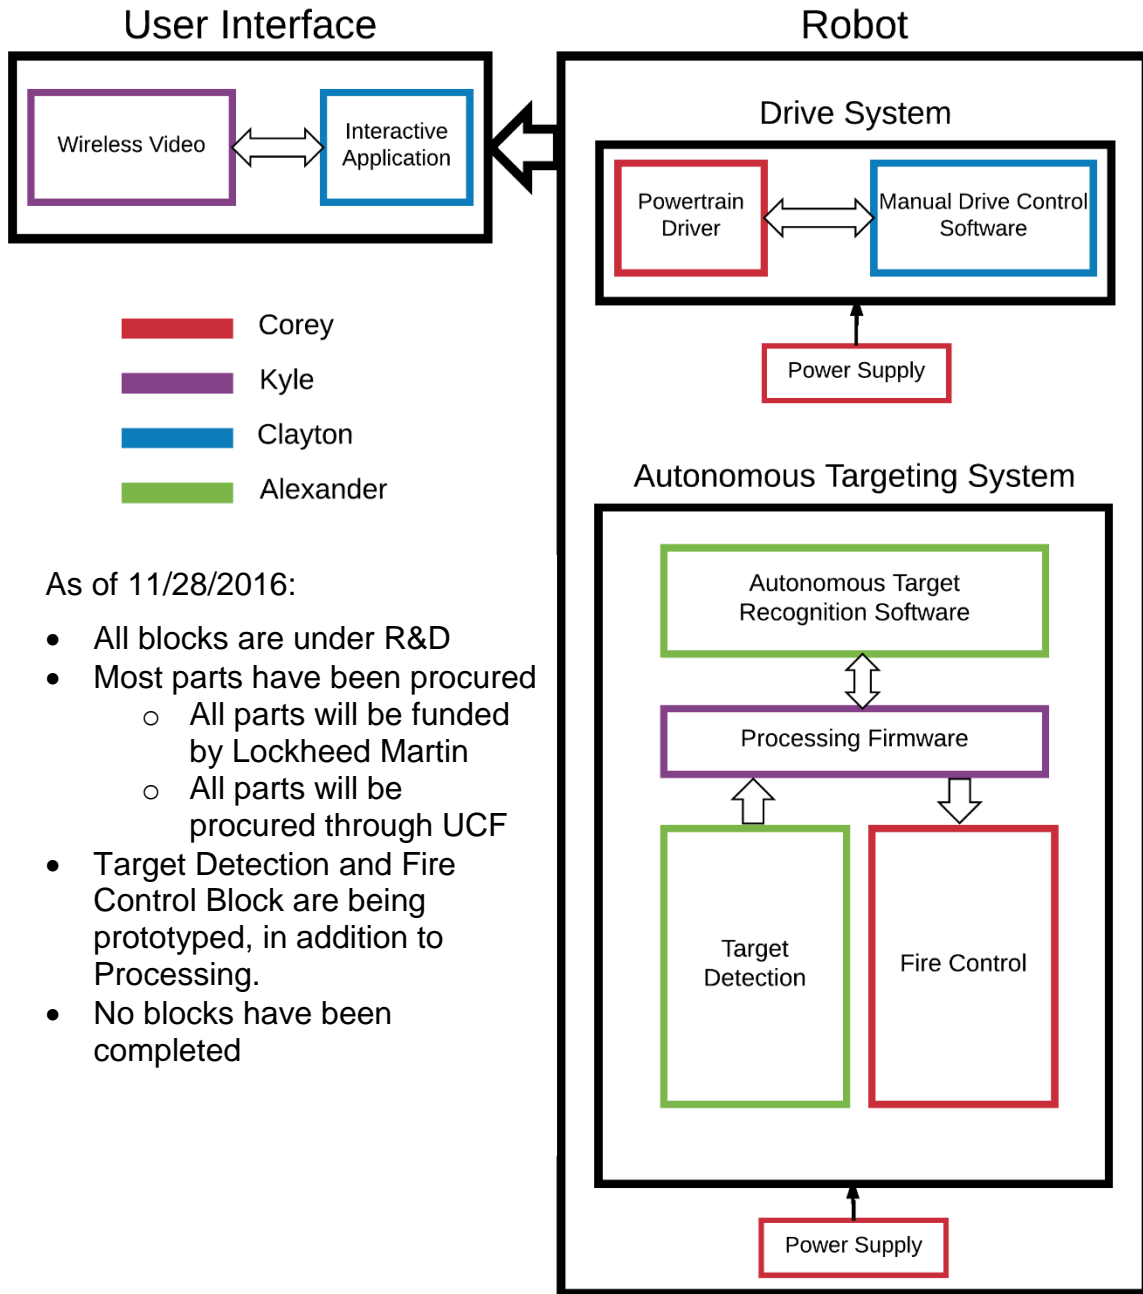 User Interface
Wireless Video
Interactive
Application
Corey
Kyle
Clayton
Alexander
As of 11/28/2016:
• All blocks are under R&D
• Most parts have been procured
o All parts will be funded
by Lockheed Martin
o All parts will be
procured through UCF
• Target Detection and Fire
Control Block are being
prototyped, in addition to
Processing.
• No blocks have been
completed
Robot
Drive System
Powertrain
Driver
Manual Drive Control
Software
Power Supply
Autonomous Targeting System
Autonomous Target
Recognition Software
Processing Firmware
Target
Detection
Fire Control
Power Supply